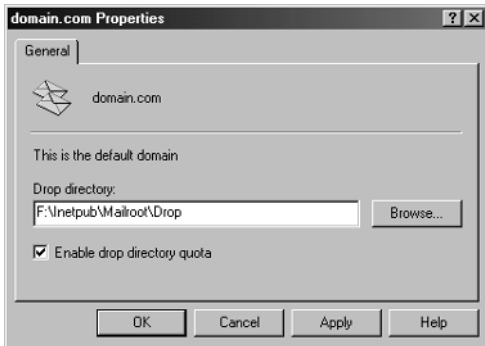 domain.com Properties
General
domain.com
This is the default domain
Drop directory:
F:\Inetpub\Mailroot\Drop
Browse...
Enable drop directory quota
OK Cancel Apply Help